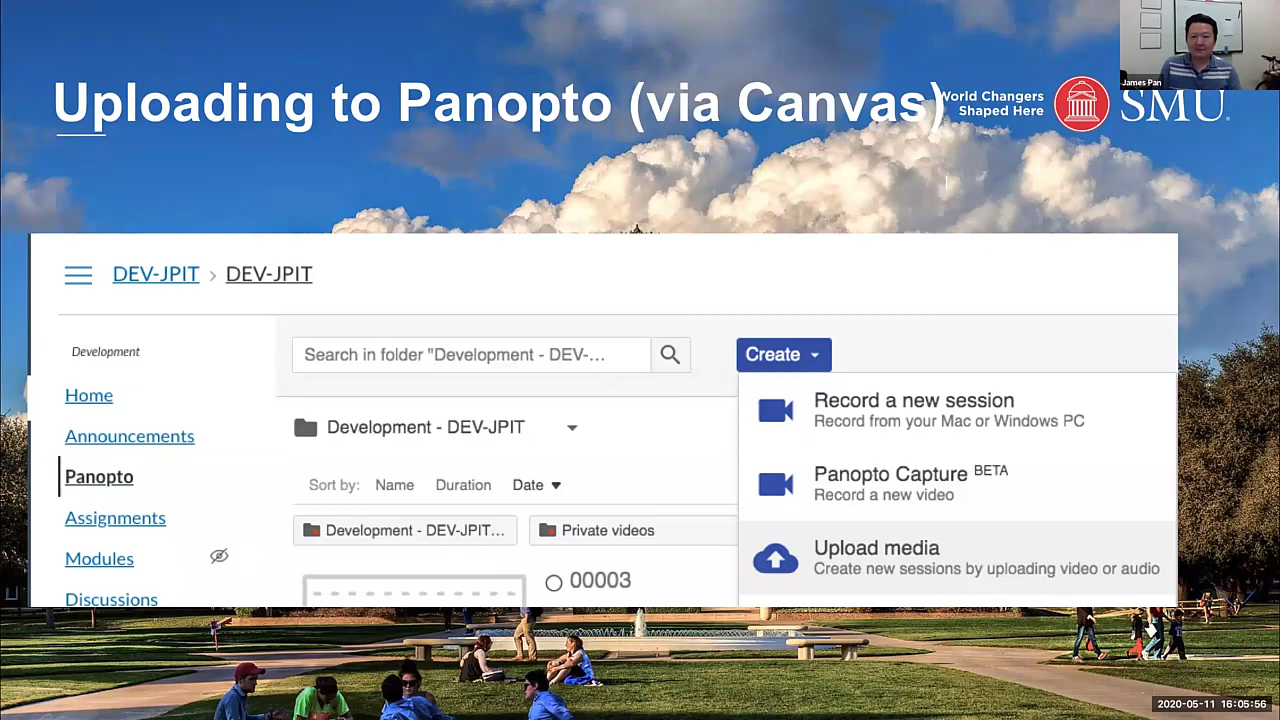 Uploading to Panopto (via Canvas)
World Changers
Shaped Here
SMU
James Pan
DEV-JPIT > DEV-JPIT
Development
Home
Announcements
Panopto
Assignments
Modules
Discussions
Search in folder "Development - DEV-...
Create
Development - DEV-JPIT
Sort by: Name Duration Date
Development - DEV-JPIT...
Private videos
00003
Record a new session
Record from your Mac or Windows PC
Panopto Capture BETA
Record a new video
Upload media
Create new sessions by uploading video or audio
2020-05-11 16:05:56